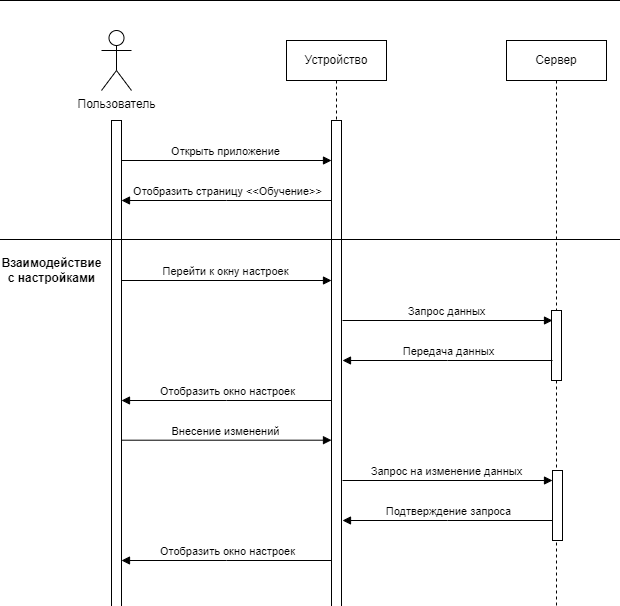 Пользователь
Устройство
Сервер
Открыть приложение
Отобразить страницу <<Обучение>>
Взаимодействие
с настройками
Перейти к окну настроек
Запрос данных
Передача данных
Отобразить окно настроек
Внесение изменений
Запрос на изменение данных
Подтверждение запроса
Отобразить окно настроек